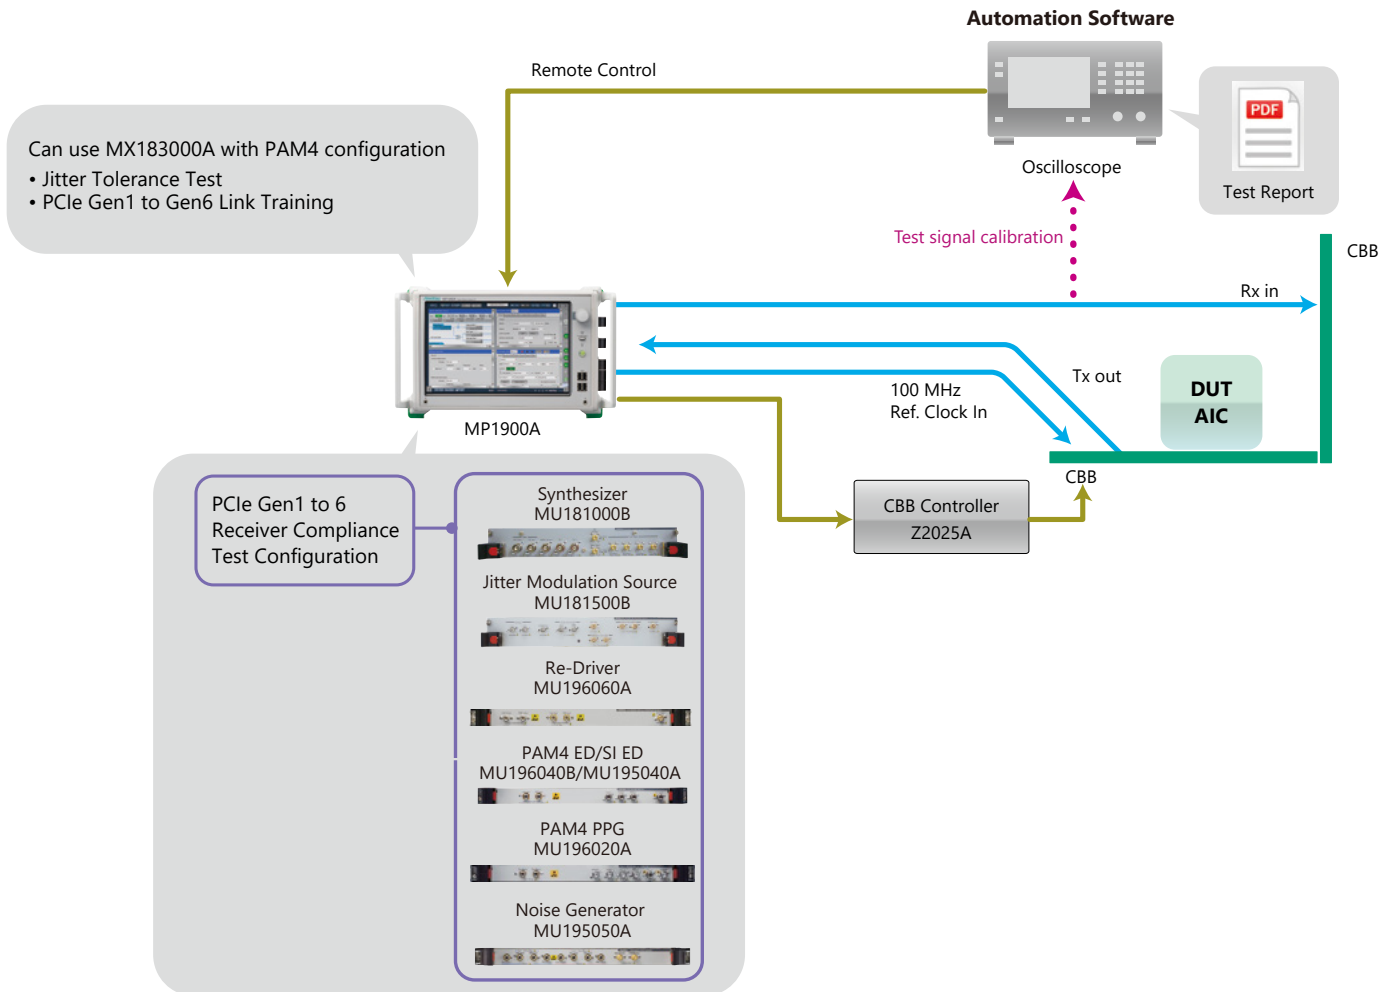 Automation Software
Remote Control
PDF
Can use MX183000A with PAM4 configuration
• Jitter Tolerance Test
• PCIe Gen1 to Gen6 Link Training
Oscilloscope
Test Report
Test signal calibration
CBB
Rx in
Tx out
100 MHz
Ref. Clock In
DUT
AIC
MP1900A
CBB
CBB Controller
Z2025A
PCIe Gen1 to 6
Receiver Compliance
Test Configuration
Synthesizer
MU181000B
Jitter Modulation Source
MU181500B
Re-Driver
MU196060A
PAM4 ED/SI ED
MU196040B/MU195040A
PAM4 PPG
MU196020A
Noise Generator
MU195050A